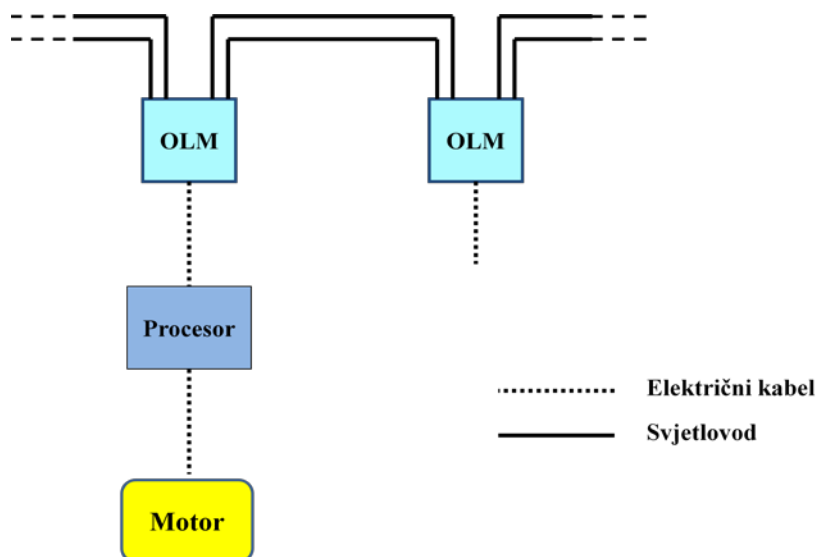 OLM
OLM
Procesor
Električni kabel
Svjetlovod
Motor